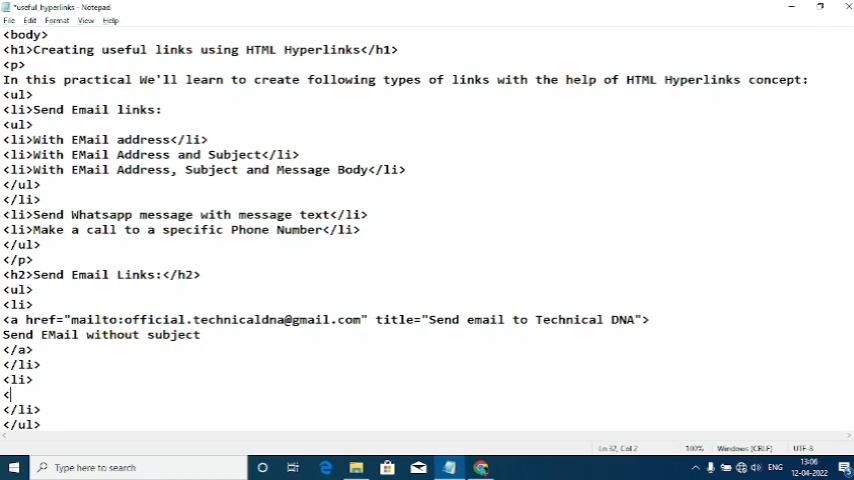 *useful_hyperlinks - Notepad
File Edit Format View Help
<body>
<h1>Creating useful links using HTML Hyperlinks</h1>
<p>
In this practical We'll learn to create following types of links with the help of HTML Hyperlinks concept:
<ul>
<li>Send Email links:
<ul>
<li>With EMail address</li>
<li>With EMail Address and Subject</li>
<li>With EMail Address, Subject and Message Body</li>
</ul>
</li>
<li>Send Whatsapp message with message text</li>
<li>Make a call to a specific Phone Number</li>
</ul>
</p>
<h2>Send Email Links:</h2>
<ul>
<li>
<a href="mailto:official.technicaldna@gmail.com" title="Send email to Technical DNA">
Send EMail without subject
</a>
</li>
<li>
<
</li>
</ul>
Ln 32, Col 2 100% Windows (CRLF) UTF-8
Type here to search
ENG
13:06
12-04-2022